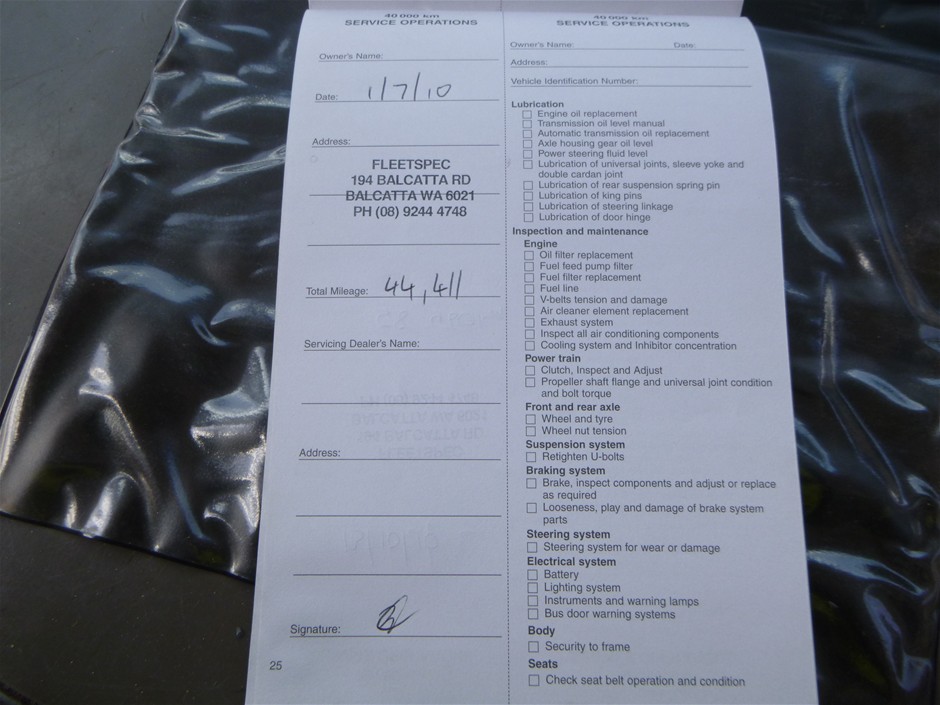 40 000 km
SERVICE OPERATIONS
Owner's Name:
Date: 1/7/10
Address:
FLEETSPEC
194 BALCATTA RD
BALCATTA WA 6021
PH (08) 9244 4748
Total Mileage: 44,411
Servicing Dealer's Name:
Address:
Signature:
25
40 000 km
SERVICE OPERATIONS
Owner's Name: Date:
Address:
Vehicle Identification Number:
Lubrication
Engine oil replacement
Transmission oil level manual
Automatic transmission oil replacement
Axle housing gear oil level
Power steering fluid level
Lubrication of universal joints, sleeve yoke and
double cardan joint
Lubrication of rear suspension spring pin
Lubrication of king pins
Lubrication of steering linkage
Lubrication of door hinge
Inspection and maintenance
Engine
Oil filter replacement
Fuel feed pump filter
Fuel filter replacement
Fuel line
V-belts tension and damage
Air cleaner element replacement
Exhaust system
Inspect all air conditioning components
Cooling system and Inhibitor concentration
Power train
Clutch, Inspect and Adjust
Propeller shaft flange and universal joint condition
and bolt torque
Front and rear axle
Wheel and tyre
Wheel nut tension
Suspension system
Retighten U-bolts
Braking system
Brake, inspect components and adjust or replace
as required
Looseness, play and damage of brake system
parts
Steering system
Steering system for wear or damage
Electrical system
Battery
Lighting system
Instruments and warning lamps
Bus door warning systems
Body
Security to frame
Seats
Check seat belt operation and condition